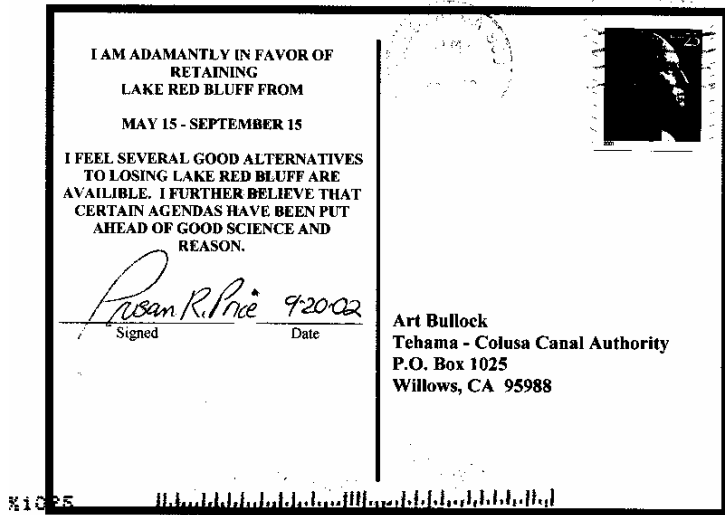 I AM ADAMANTLY IN FAVOR OF
RETAINING
LAKE RED BLUFF FROM
MAY 15 - SEPTEMBER 15
I FEEL SEVERAL GOOD ALTERNATIVES
TO LOSING LAKE RED BLUFF ARE
AVAILIBLE. I FURTHER BELIEVE THAT
CERTAIN AGENDAS HAVE BEEN PUT
AHEAD OF GOOD SCIENCE AND
REASON.
Susan R. Price 9-20-02
Signed Date
25
2001
Art Bullock
Tehama - Colusa Canal Authority
P.O. Box 1025
Willows, CA 95988